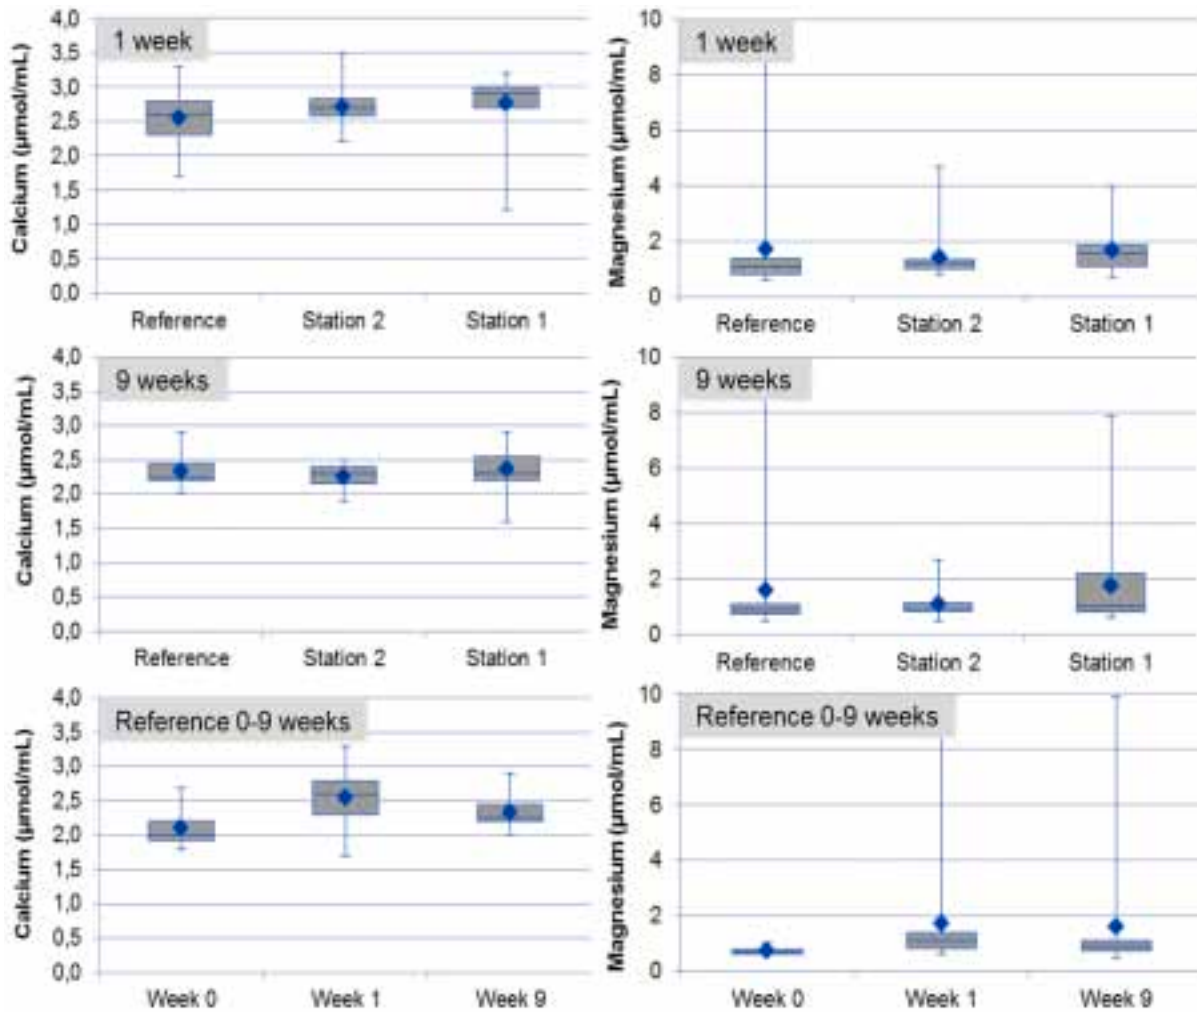 Calcium (µmol/mL)
4,0
3,5
3,0
2,5
2,0
1,5
1,0
0,5
0,0
1 week
Reference Station 2 Station 1
Magnesium (µmol/mL)
10
8
6
4
2
0
1 week
Reference Station 2 Station 1
Calcium (µmol/mL)
4,0
3,5
3,0
2,5
2,0
1,5
1,0
0,5
0,0
9 weeks
Reference Station 2 Station 1
Magnesium (µmol/mL)
10
8
6
4
2
0
9 weeks
Reference Station 2 Station 1
Calcium (µmol/mL)
4,0
3,5
3,0
2,5
2,0
1,5
1,0
0,5
0,0
Reference 0-9 weeks
Week 0 Week 1 Week 9
Magnesium (µmol/mL)
10
8
6
4
2
0
Reference 0-9 weeks
Week 0 Week 1 Week 9